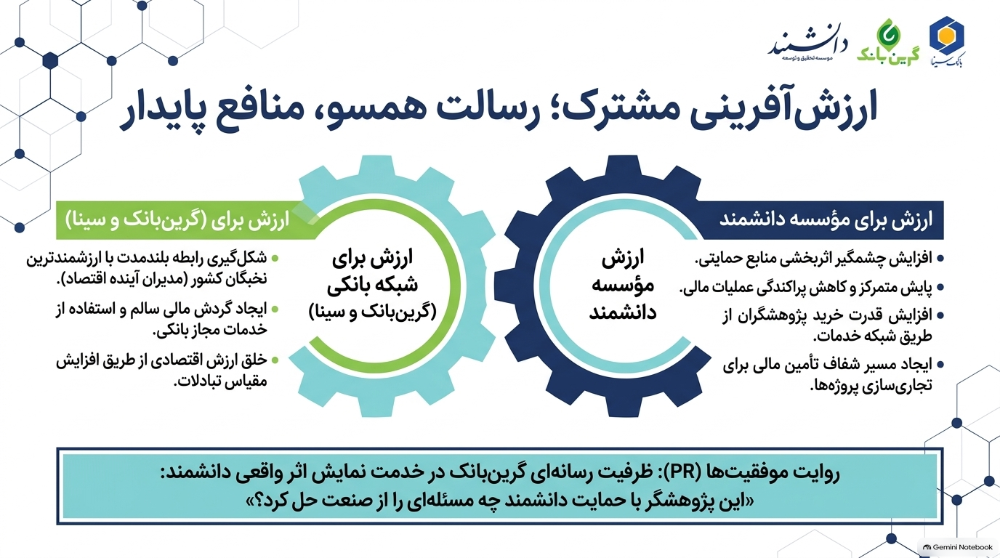 دانشمند
موسسه تحقیق و توسعه
گرین بانک
بانک سینا
ارزش‌آفرینی مشترک؛ رسالت همسو، منافع پایدار
ارزش برای مؤسسه دانشمند
افزایش چشمگیر اثربخشی منابع حمایتی.
پایش متمرکز و کاهش پراکندگی عملیات مالی.
افزایش قدرت خرید پژوهشگران از
طریق شبکه خدمات.
ایجاد مسیر شفاف تأمین مالی برای
تجاری‌سازی پروژه‌ها.
ارزش
مؤسسه
دانشمند
ارزش برای
شبکه بانکی
(گرین‌بانک و سینا)
ارزش برای (گرین‌بانک و سینا)
شکل‌گیری رابطه بلندمدت با ارزشمندترین
نخبگان کشور (مدیران آینده اقتصاد).
ایجاد گردش مالی سالم و استفاده از
خدمات مجاز بانکی.
خلق ارزش اقتصادی از طریق افزایش
مقیاس تبادلات.
روایت موفقیت‌ها (PR): ظرفیت رسانه‌ای گرین‌بانک در خدمت نمایش اثر واقعی دانشمند:
«این پژوهشگر با حمایت دانشمند چه مسئله‌ای را از صنعت حل کرد؟»
Gemini Notebook